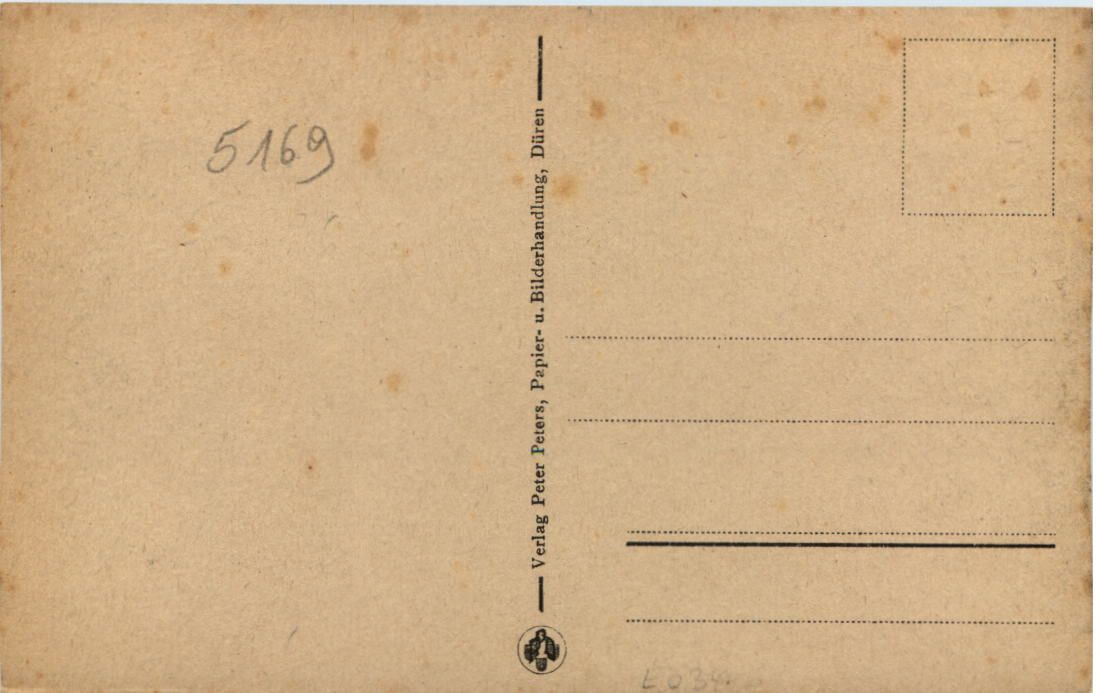 5169
Verlag Peter Peters, Papier- u. Bilderhandlung, Düren